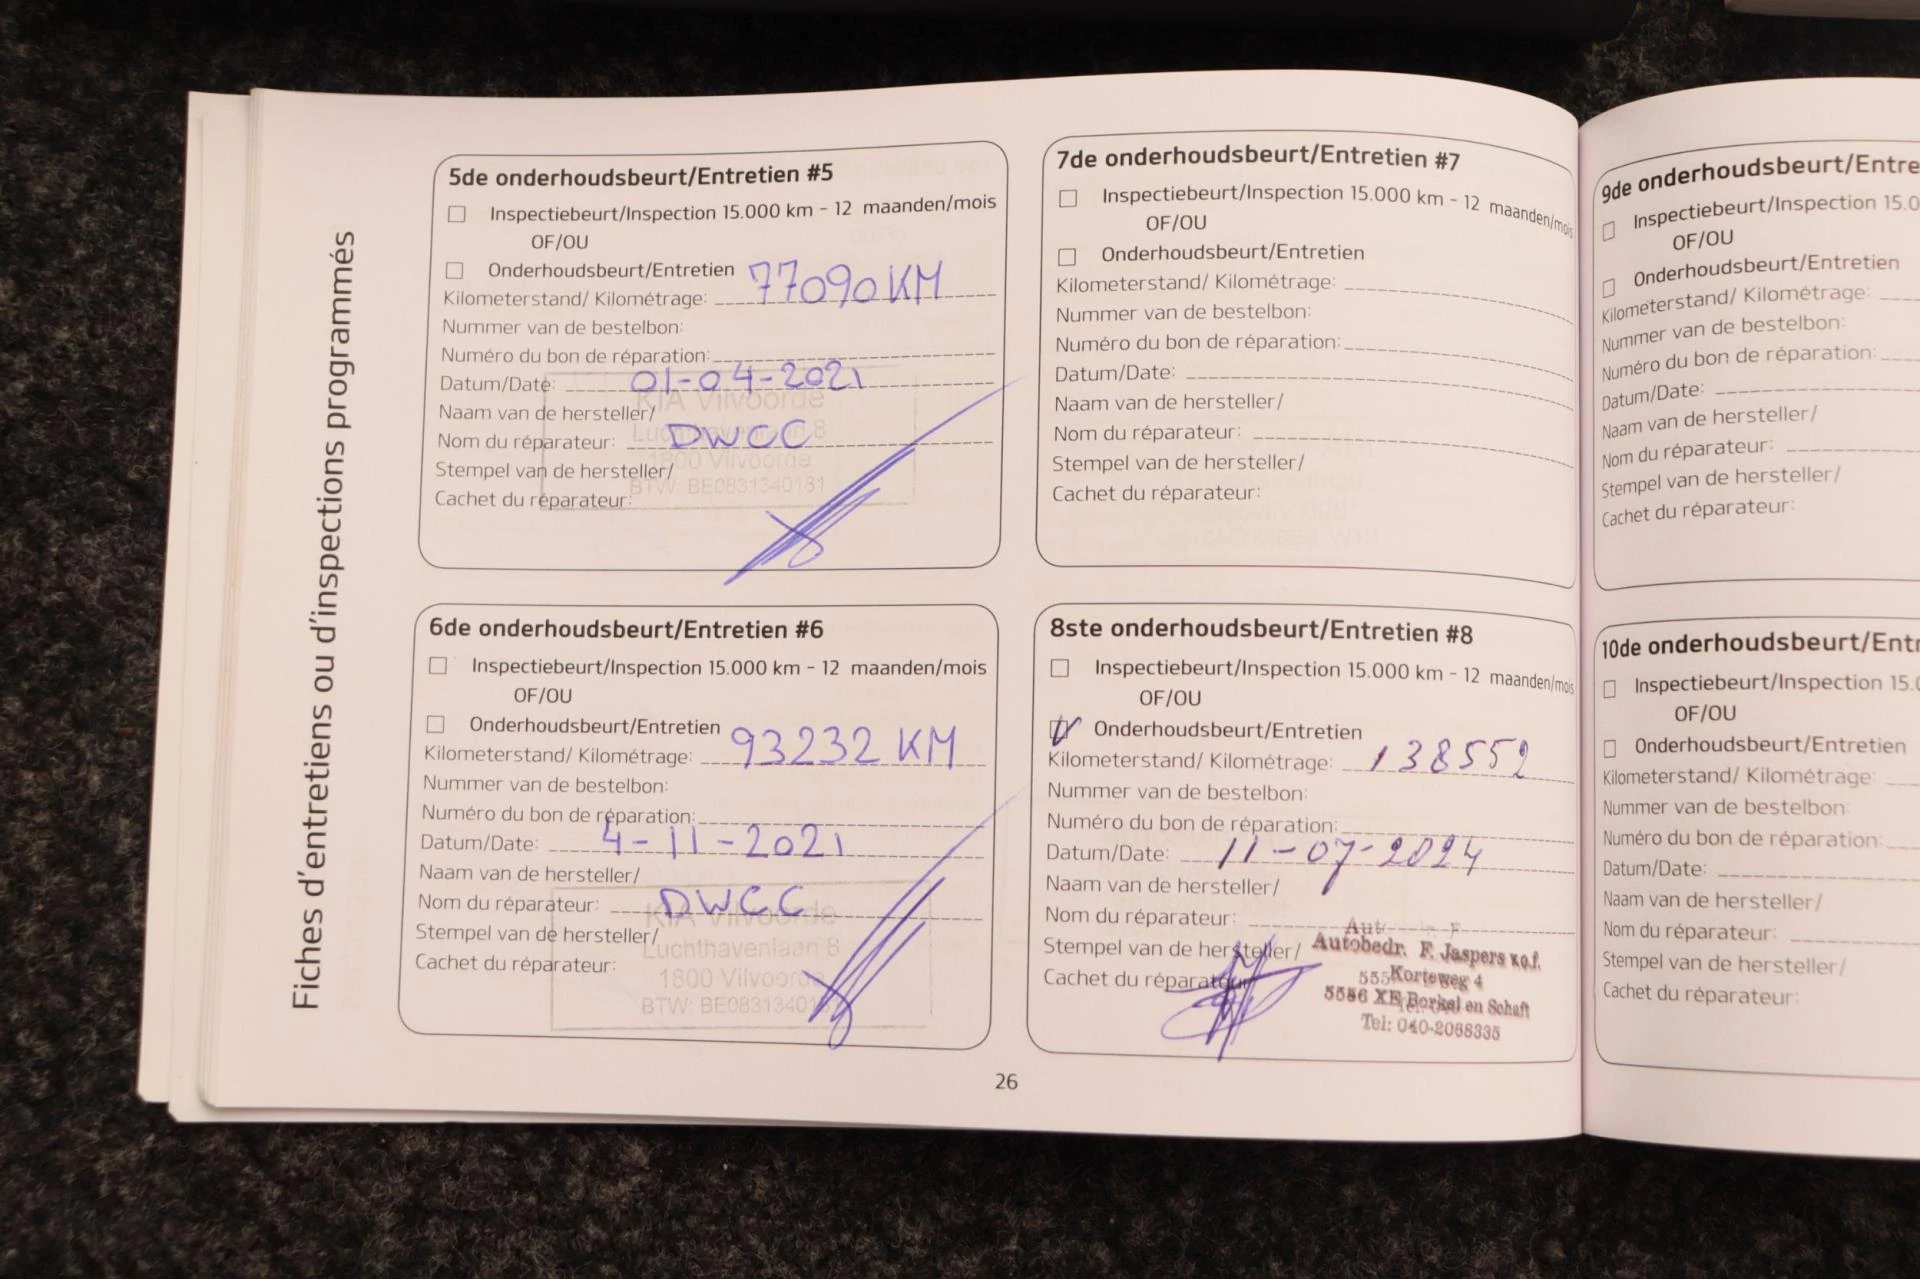 Fiches d'entretiens ou d'inspections programmés
5de onderhoudsbeurt/Entretien #5
Inspectiebeurt/Inspection 15.000 km - 12 maanden/mois
OF/OU
Onderhoudsbeurt/Entretien
Kilometerstand/ Kilométrage: 77090 KM
Nummer van de bestelbon:
Numéro du bon de réparation:
Datum/Date: 01-04-2021
Naam van de hersteller/
Nom du réparateur: DWCC
Stempel van de hersteller/
Cachet du réparateur:
KIA Vilvoorde
Luchthavenlaan 8
1800 Vilvoorde
BTW: BE0831340181
6de onderhoudsbeurt/Entretien #6
Inspectiebeurt/Inspection 15.000 km - 12 maanden/mois
OF/OU
Onderhoudsbeurt/Entretien
Kilometerstand/ Kilométrage: 93232 KM
Nummer van de bestelbon:
Numéro du bon de réparation:
Datum/Date: 4-11-2021
Naam van de hersteller/
Nom du réparateur: DWCC
Stempel van de hersteller/
Cachet du réparateur:
KIA Vilvoorde
Luchthavenlaan 8
1800 Vilvoorde
BTW: BE0831340181
7de onderhoudsbeurt/Entretien #7
Inspectiebeurt/Inspection 15.000 km - 12 maanden/mois
OF/OU
Onderhoudsbeurt/Entretien
Kilometerstand/ Kilométrage:
Nummer van de bestelbon:
Numéro du bon de réparation:
Datum/Date:
Naam van de hersteller/
Nom du réparateur:
Stempel van de hersteller/
Cachet du réparateur:
8ste onderhoudsbeurt/Entretien #8
Inspectiebeurt/Inspection 15.000 km - 12 maanden/mois
OF/OU
Onderhoudsbeurt/Entretien
Kilometerstand/ Kilométrage: 138552
Nummer van de bestelbon:
Numéro du bon de réparation:
Datum/Date: 11-07-2024
Naam van de hersteller/
Nom du réparateur:
Stempel van de hersteller/
Cachet du réparateur:
Autobedr. F. Jaspers v.o.f.
Korteweg 4
5556 XE Borkel en Schaft
Tel: 040-2068335
26
9de onderhoudsbeurt/Entre
Inspectiebeurt/Inspection 15.0
OF/OU
Onderhoudsbeurt/Entretien
Kilometerstand/ Kilométrage:
Nummer van de bestelbon:
Numéro du bon de réparation:
Datum/Date:
Naam van de hersteller/
Nom du réparateur:
Stempel van de hersteller/
Cachet du réparateur:
10de onderhoudsbeurt/Entr
Inspectiebeurt/Inspection 15.0
OF/OU
Onderhoudsbeurt/Entretien
Kilometerstand/ Kilométrage:
Nummer van de bestelbon:
Numéro du bon de réparation:
Datum/Date:
Naam van de hersteller/
Nom du réparateur:
Stempel van de hersteller/
Cachet du réparateur: